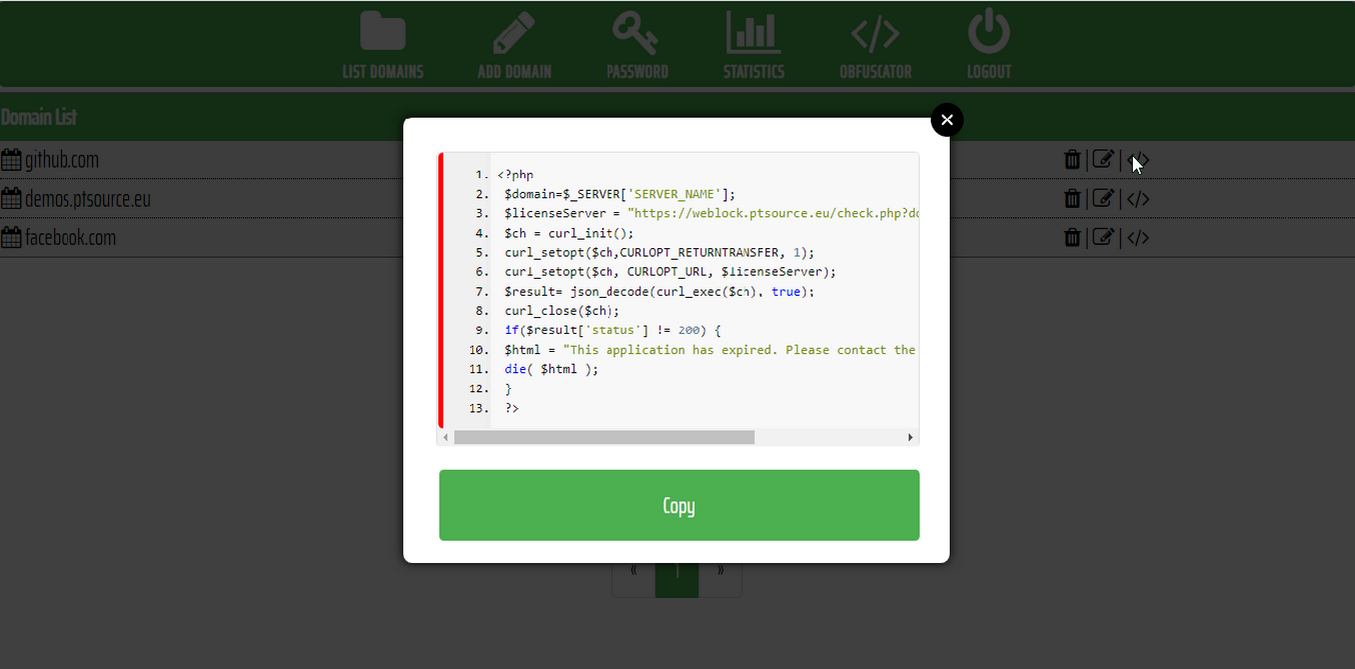 LIST DOMAINS ADD DOMAIN PASSWORD STATISTICS OBFUSCATOR LOGOUT
Domain List
github.com
demos.ptsource.eu
facebook.com
×
1. <?php
2. $domain=$_SERVER['SERVER_NAME'];
3. $licenseServer = "https://weblock.ptsource.eu/check.php?do
4. $ch = curl_init();
5. curl_setopt($ch,CURLOPT_RETURNTRANSFER, 1);
6. curl_setopt($ch, CURLOPT_URL, $licenseServer);
7. $result= json_decode(curl_exec($ch), true);
8. curl_close($ch);
9. if($result['status'] != 200) {
10. $html = "This application has expired. Please contact the
11. die( $html );
12. }
13. ?>
Copy
« 1 »